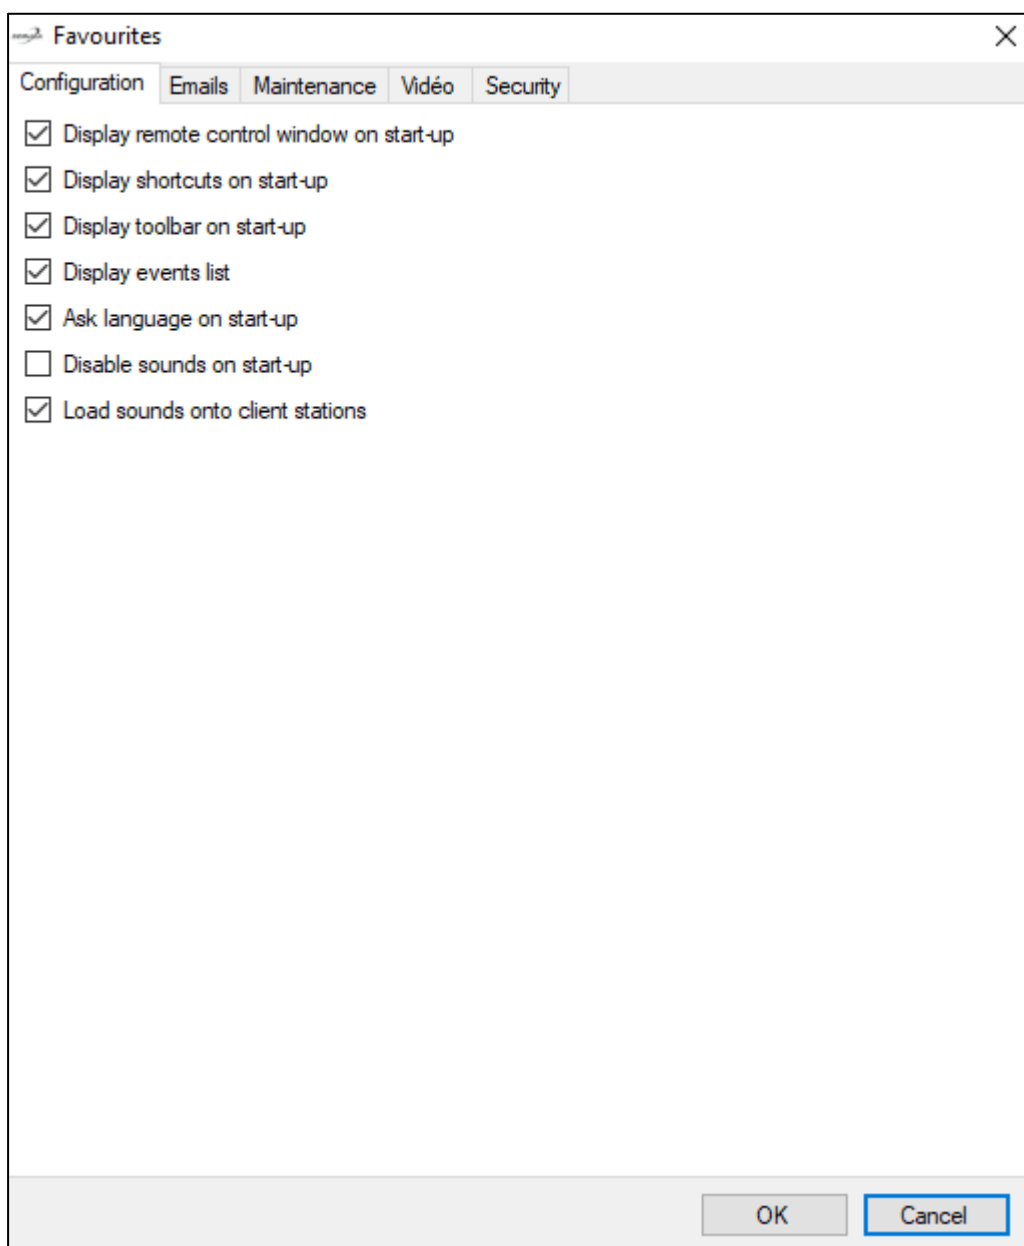 Favourites
Configuration Emails Maintenance Vidéo Security
Display remote control window on start-up
Display shortcuts on start-up
Display toolbar on start-up
Display events list
Ask language on start-up
Disable sounds on start-up
Load sounds onto client stations
OK Cancel